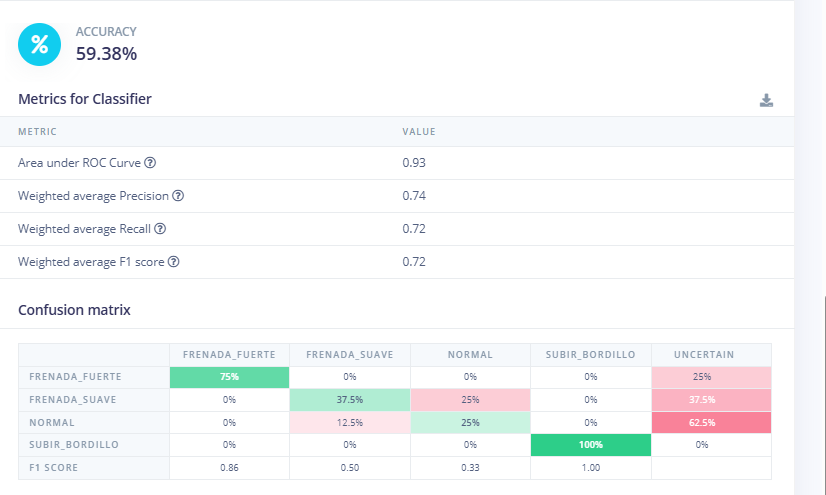 ACCURACY
%
59.38%
Metrics for Classifier
METRIC VALUE
Area under ROC Curve ? 0.93
Weighted average Precision ? 0.74
Weighted average Recall ? 0.72
Weighted average F1 score ? 0.72
Confusion matrix
FRENADA_FUERTE FRENADA_SUAVE NORMAL SUBIR_BORDILLO UNCERTAIN
FRENADA_FUERTE 75% 0% 0% 0% 25%
FRENADA_SUAVE 0% 37.5% 25% 0% 37.5%
NORMAL 0% 12.5% 25% 0% 62.5%
SUBIR_BORDILLO 0% 0% 0% 100% 0%
F1 SCORE 0.86 0.50 0.33 1.00